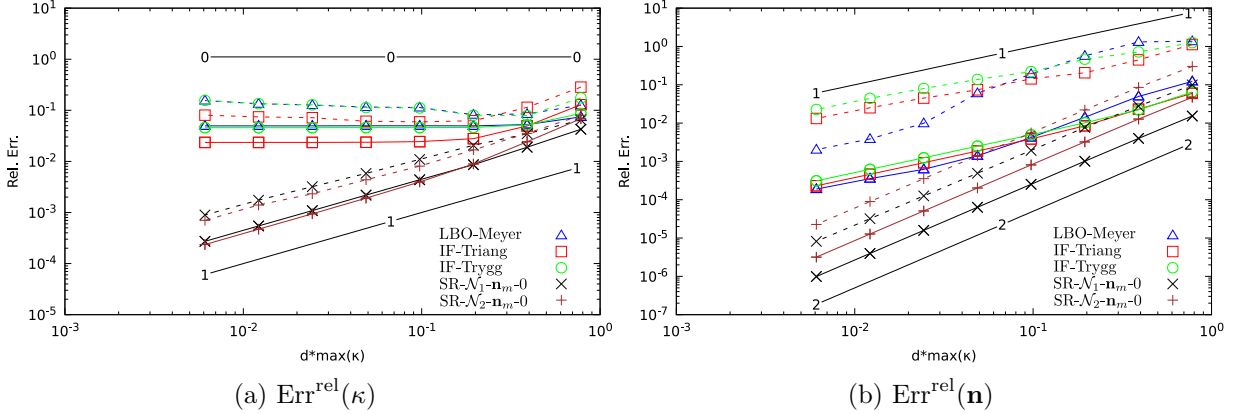 10^1
10^0
10^-1
10^-2
10^-3
10^-4
10^-5
Rel. Err.
0 0 0
1
1
1
LBO-Meyer
IF-Triang
IF-Trygg
SR-𝒩_1-n_m-0
SR-𝒩_2-n_m-0
10^-3 10^-2 10^-1 10^0
d*max(κ)
(a) Err^rel(κ)
10^1
10^0
10^-1
10^-2
10^-3
10^-4
10^-5
10^-6
10^-7
Rel. Err.
1
1
1
2
2
2
LBO-Meyer
IF-Triang
IF-Trygg
SR-𝒩_1-n_m-0
SR-𝒩_2-n_m-0
10^-3 10^-2 10^-1 10^0
d*max(κ)
(b) Err^rel(n)